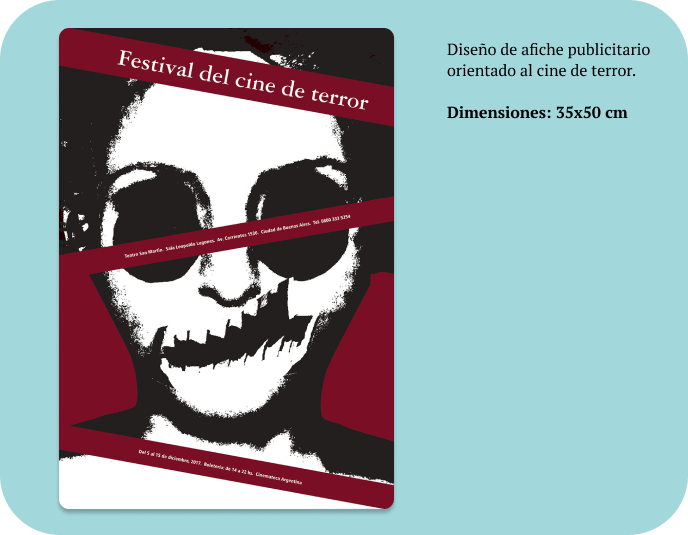 Festival del cine de terror
Teatro San Martín. Sala Leopoldo Lugones. Av. Corrientes 1530. Ciudad de Buenos Aires. Tel. 0800 333 5254
Del 5 al 15 de diciembre, 2017. Boletería: de 14 a 22 hs. Cinemateca Argentina
Diseño de afiche publicitario
orientado al cine de terror.
Dimensiones: 35x50 cm